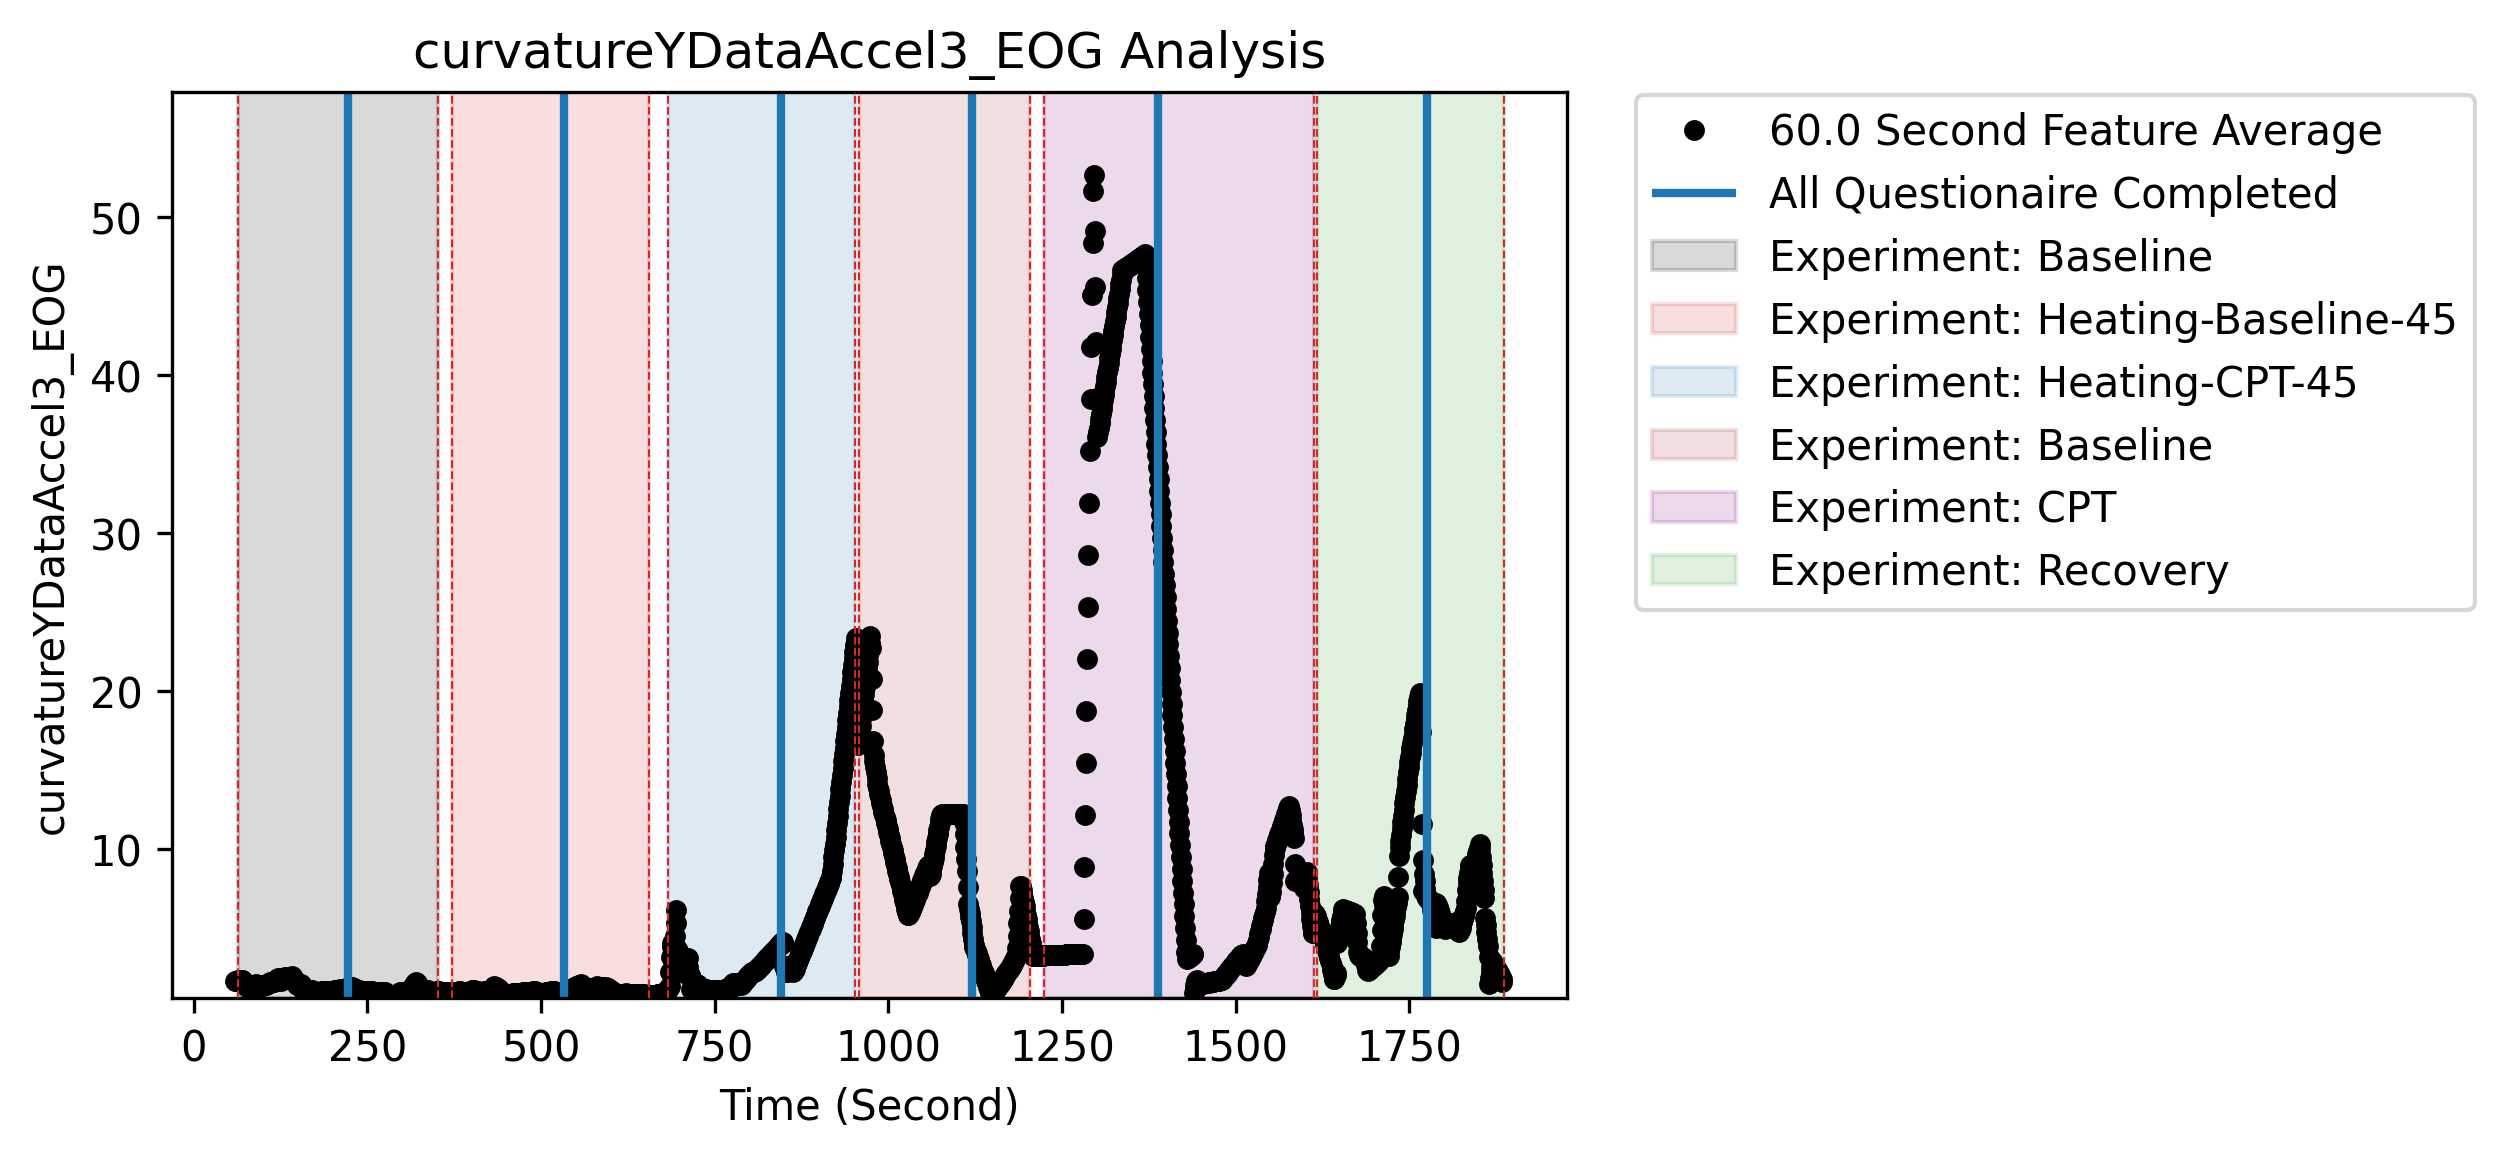 curvatureYDataAccel3_EOG Analysis
curvatureYDataAccel3_EOG
50
40
30
20
10
0
250
500
750
1000
1250
1500
1750
Time (Second)
60.0 Second Feature Average
All Questionaire Completed
Experiment: Baseline
Experiment: Heating-Baseline-45
Experiment: Heating-CPT-45
Experiment: Baseline
Experiment: CPT
Experiment: Recovery